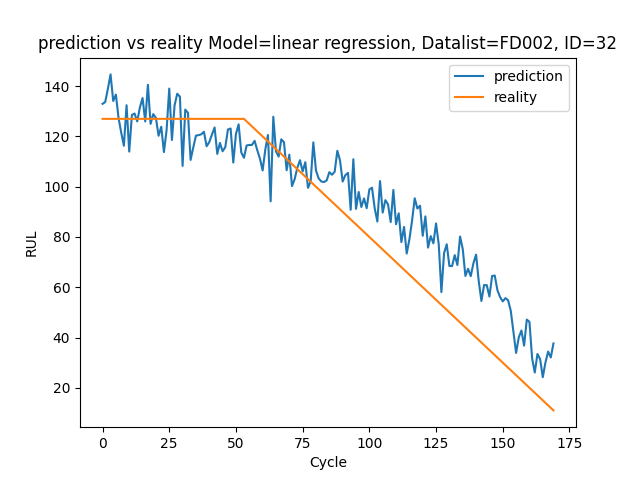 prediction vs reality Model=linear regression, Datalist=FD002, ID=32
prediction
reality
RUL
140
120
100
80
60
40
20
0 25 50 75 100 125 150 175
Cycle